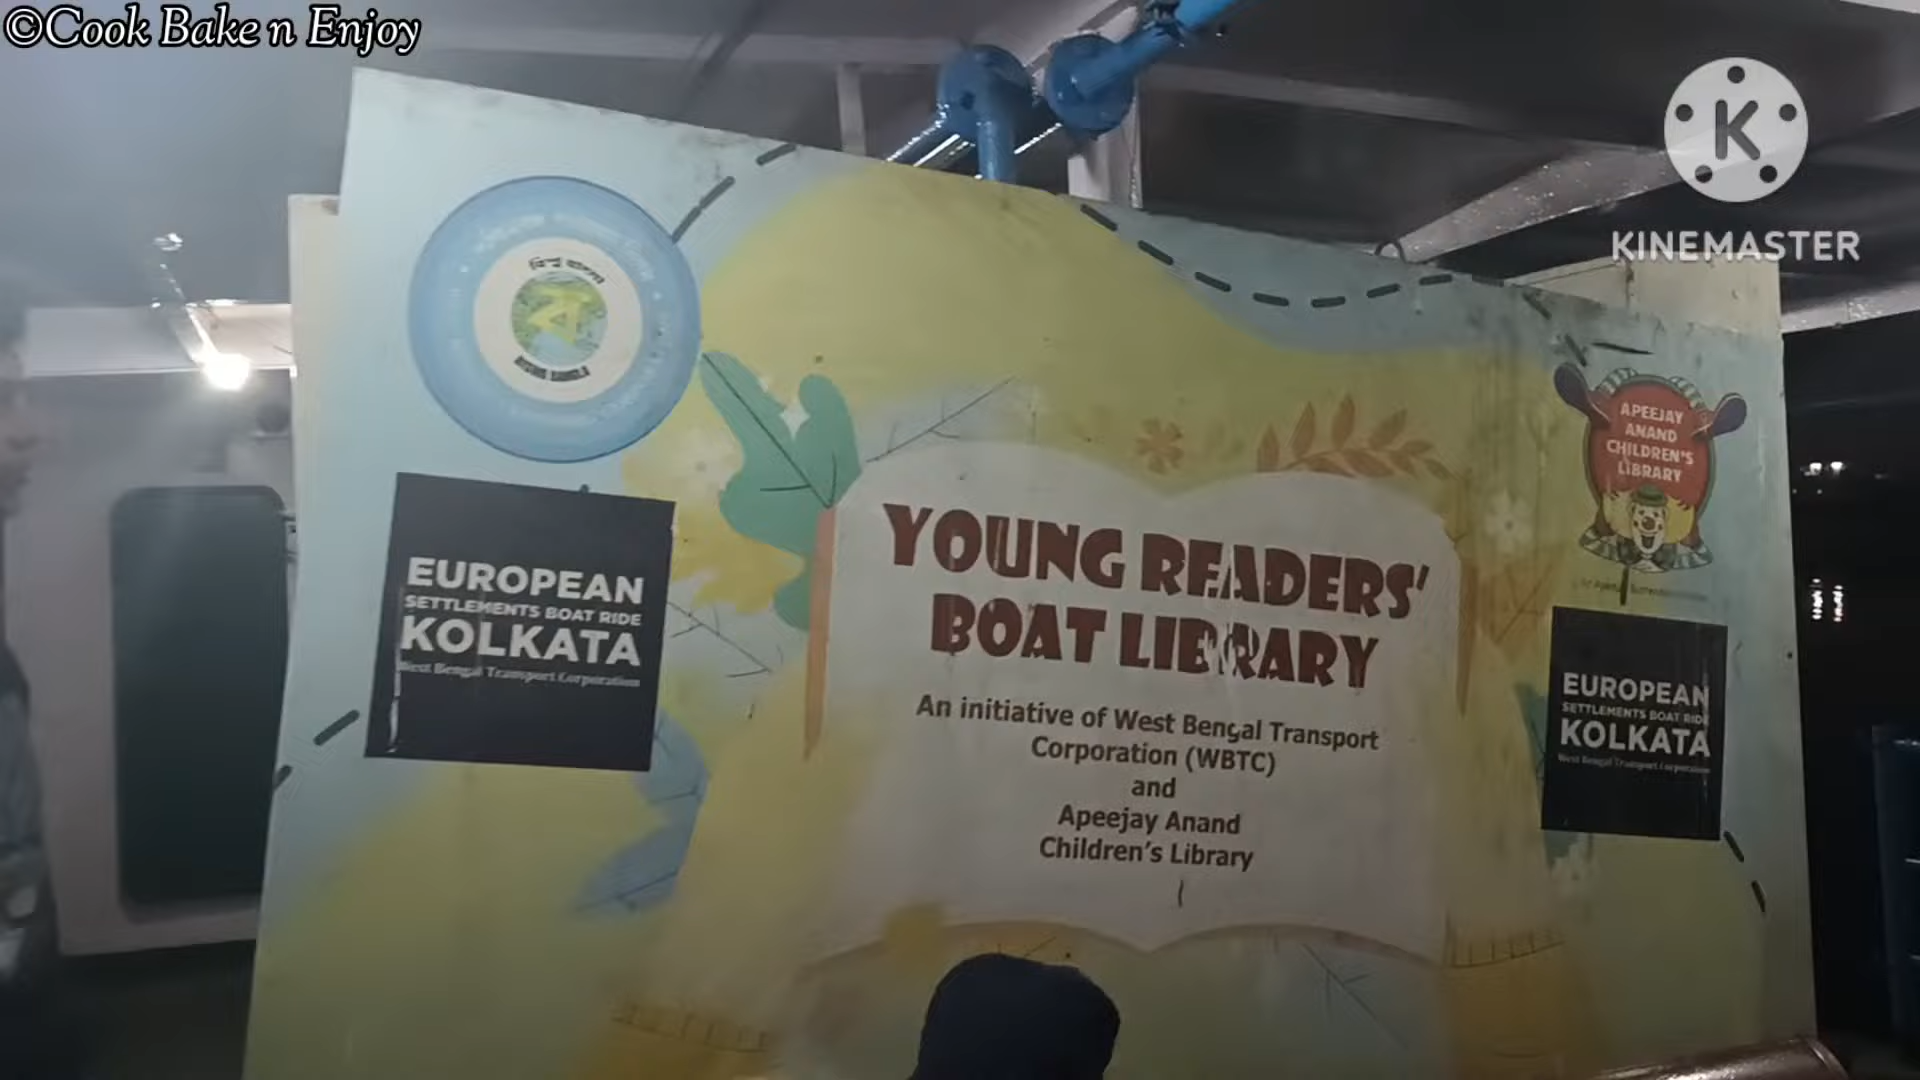 ©Cook Bake n Enjoy
KINEMASTER
বিশ্ব বাংলা
ব
BISWA BANGLA
APEEJAY
ANAND
CHILDREN'S
LIBRARY
EUROPEAN
SETTLEMENTS BOAT RIDE
KOLKATA
West Bengal Transport Corporation
YOUNG READERS'
BOAT LIBRARY
An initiative of West Bengal Transport
Corporation (WBTC)
and
Apeejay Anand
Children's Library
EUROPEAN
SETTLEMENTS BOAT RIDE
KOLKATA
West Bengal Transport Corporation